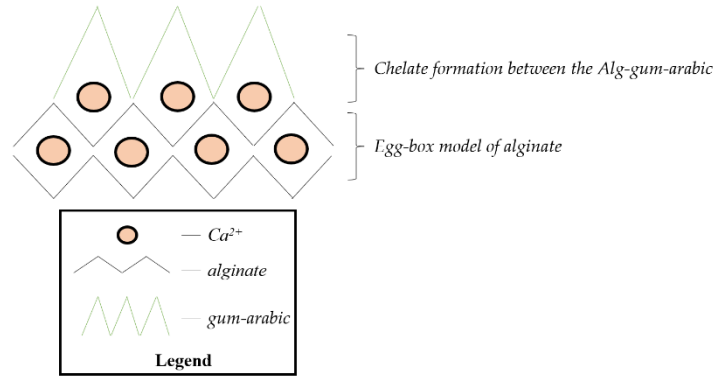 Chelate formation between the Alg-gum-arabic
Egg-box model of alginate
Ca²⁺
alginate
gum-arabic
Legend